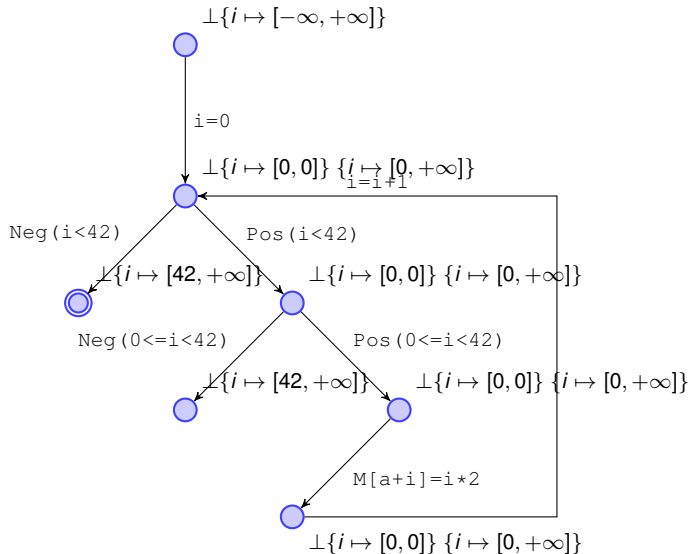 ⊥{i ↦ [−∞, +∞]}
i=0
⊥{i ↦ [0, 0]} {i ↦ [0, +∞]}
i=i+1
Neg(i<42)
Pos(i<42)
⊥{i ↦ [42, +∞]}
⊥{i ↦ [0, 0]} {i ↦ [0, +∞]}
Neg(0<=i<42)
Pos(0<=i<42)
⊥{i ↦ [42, +∞]}
⊥{i ↦ [0, 0]} {i ↦ [0, +∞]}
M[a+i]=i*2
⊥{i ↦ [0, 0]} {i ↦ [0, +∞]}